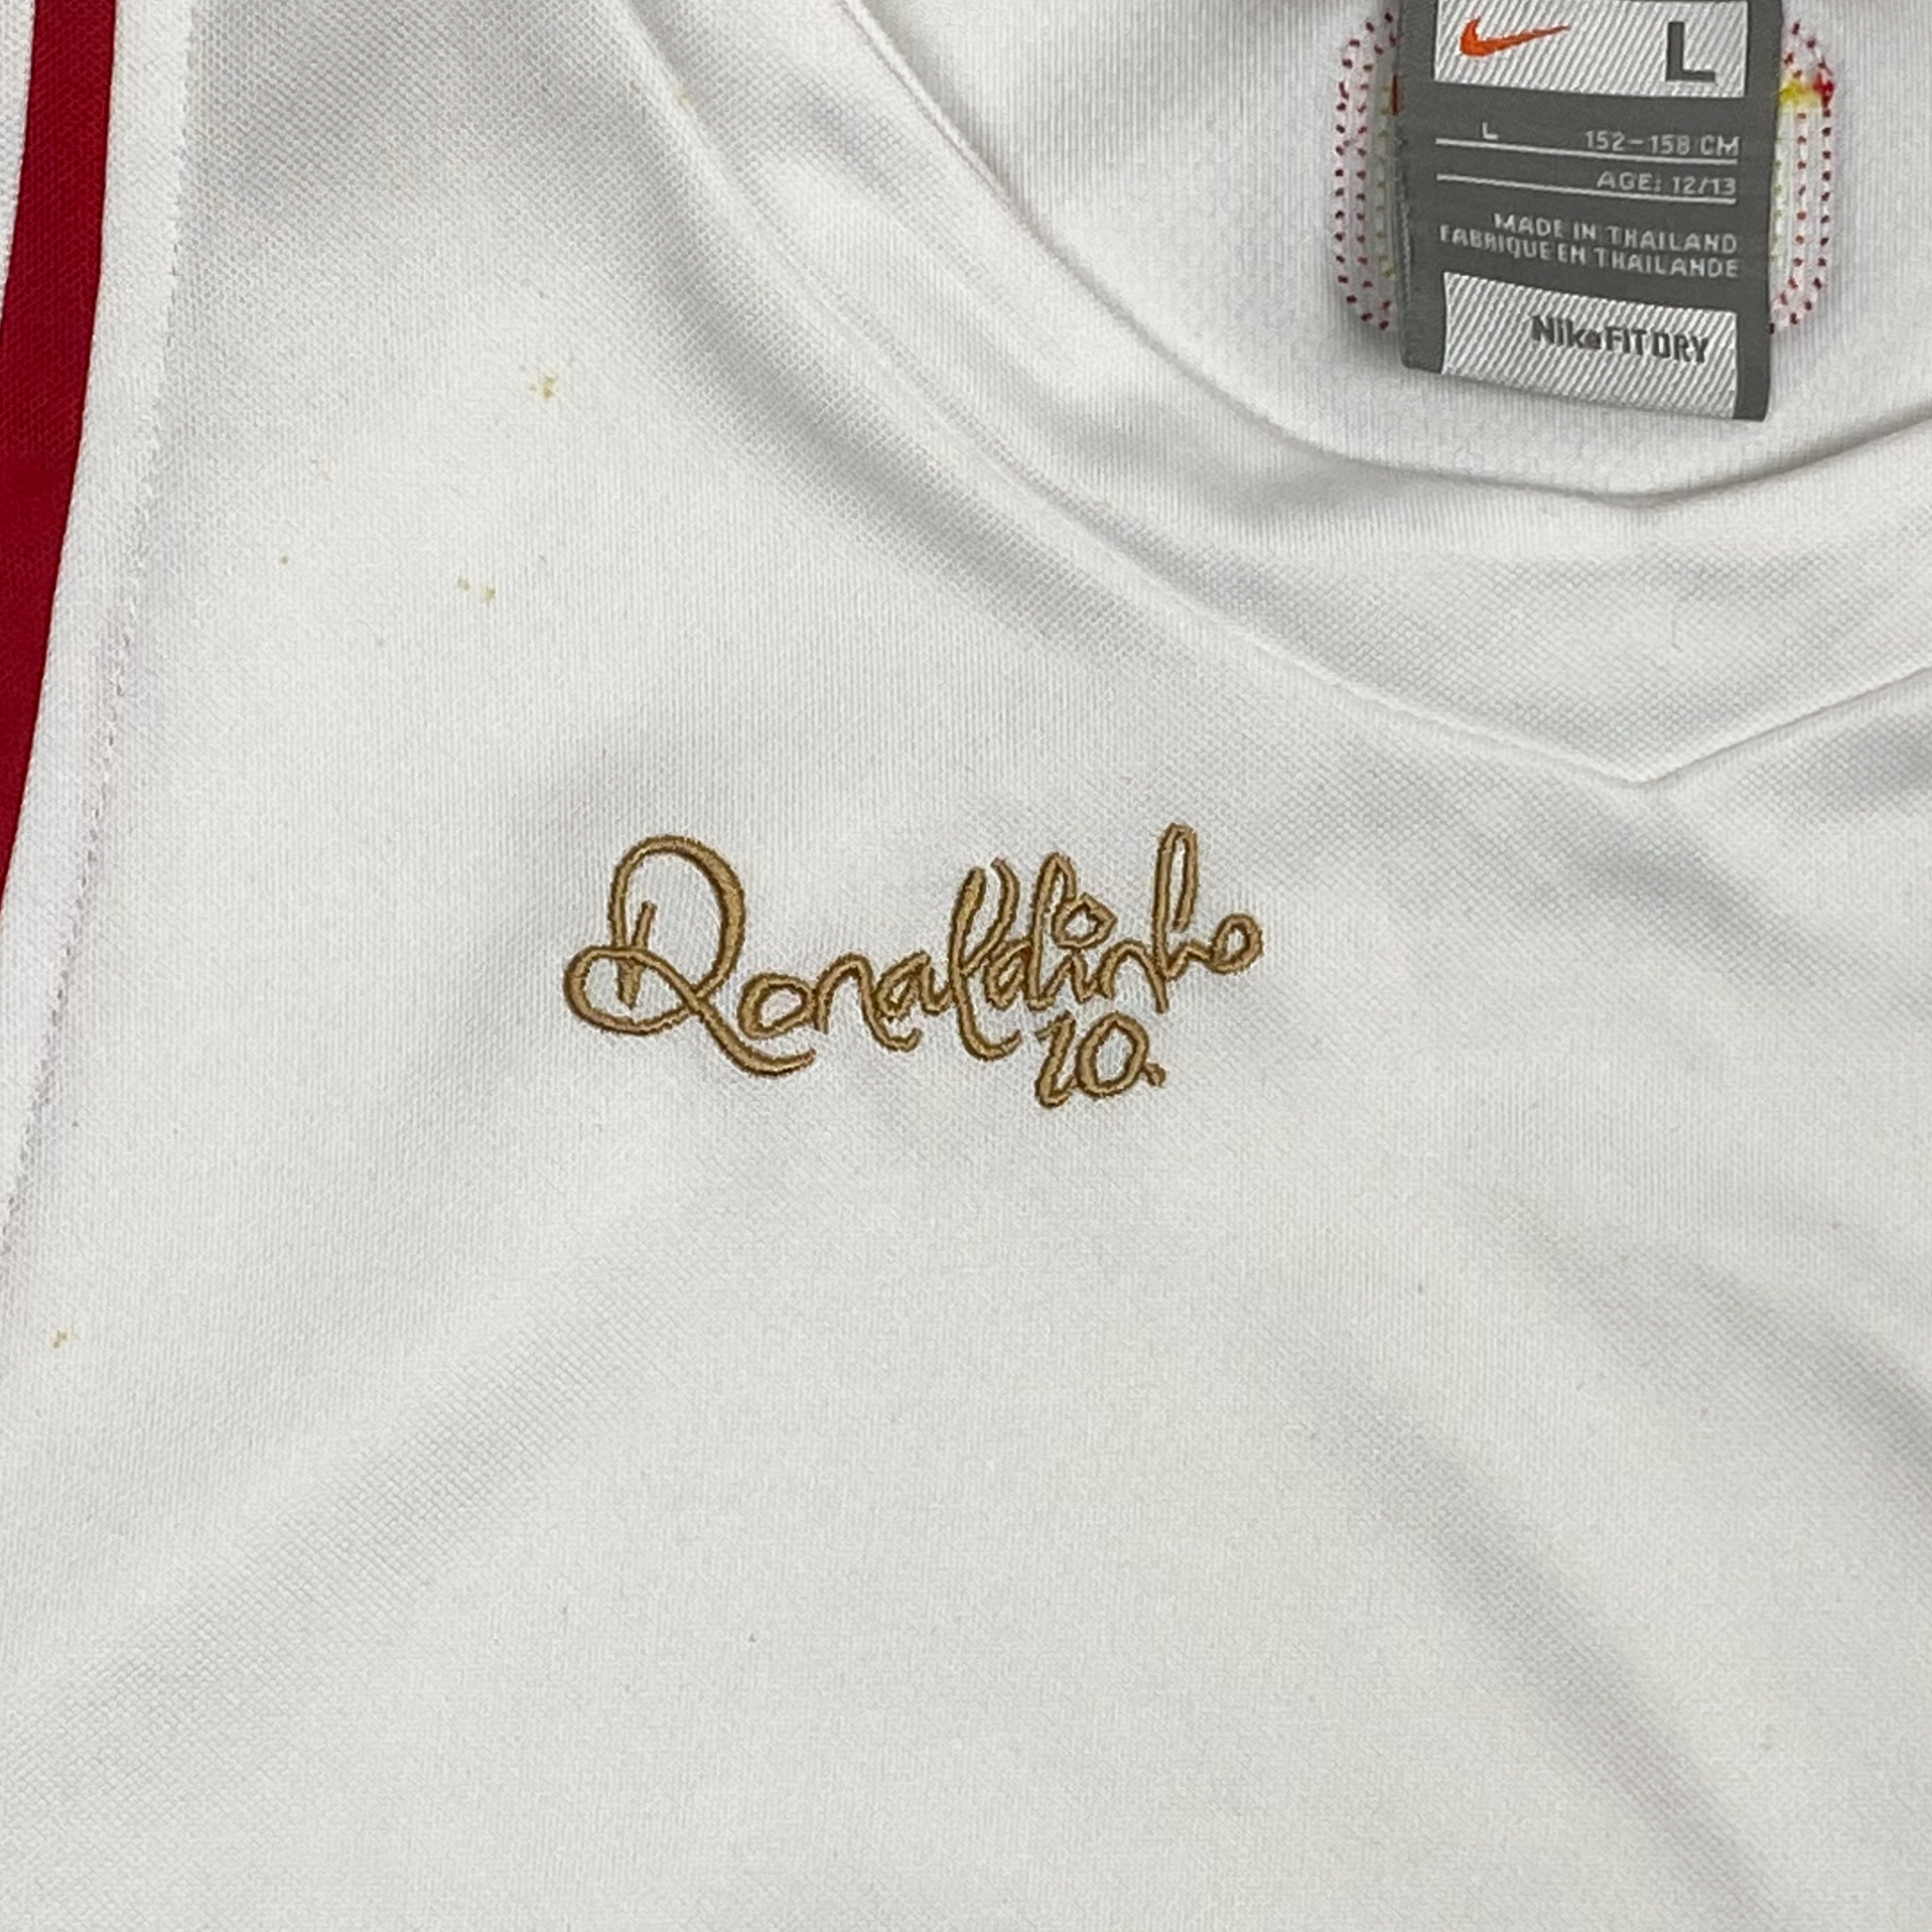 L
L 152-158 CM
AGE: 12/13
MADE IN THAILAND
FABRIQUE EN THAILANDE
NikeFIT DRY
Ronaldinho
10.